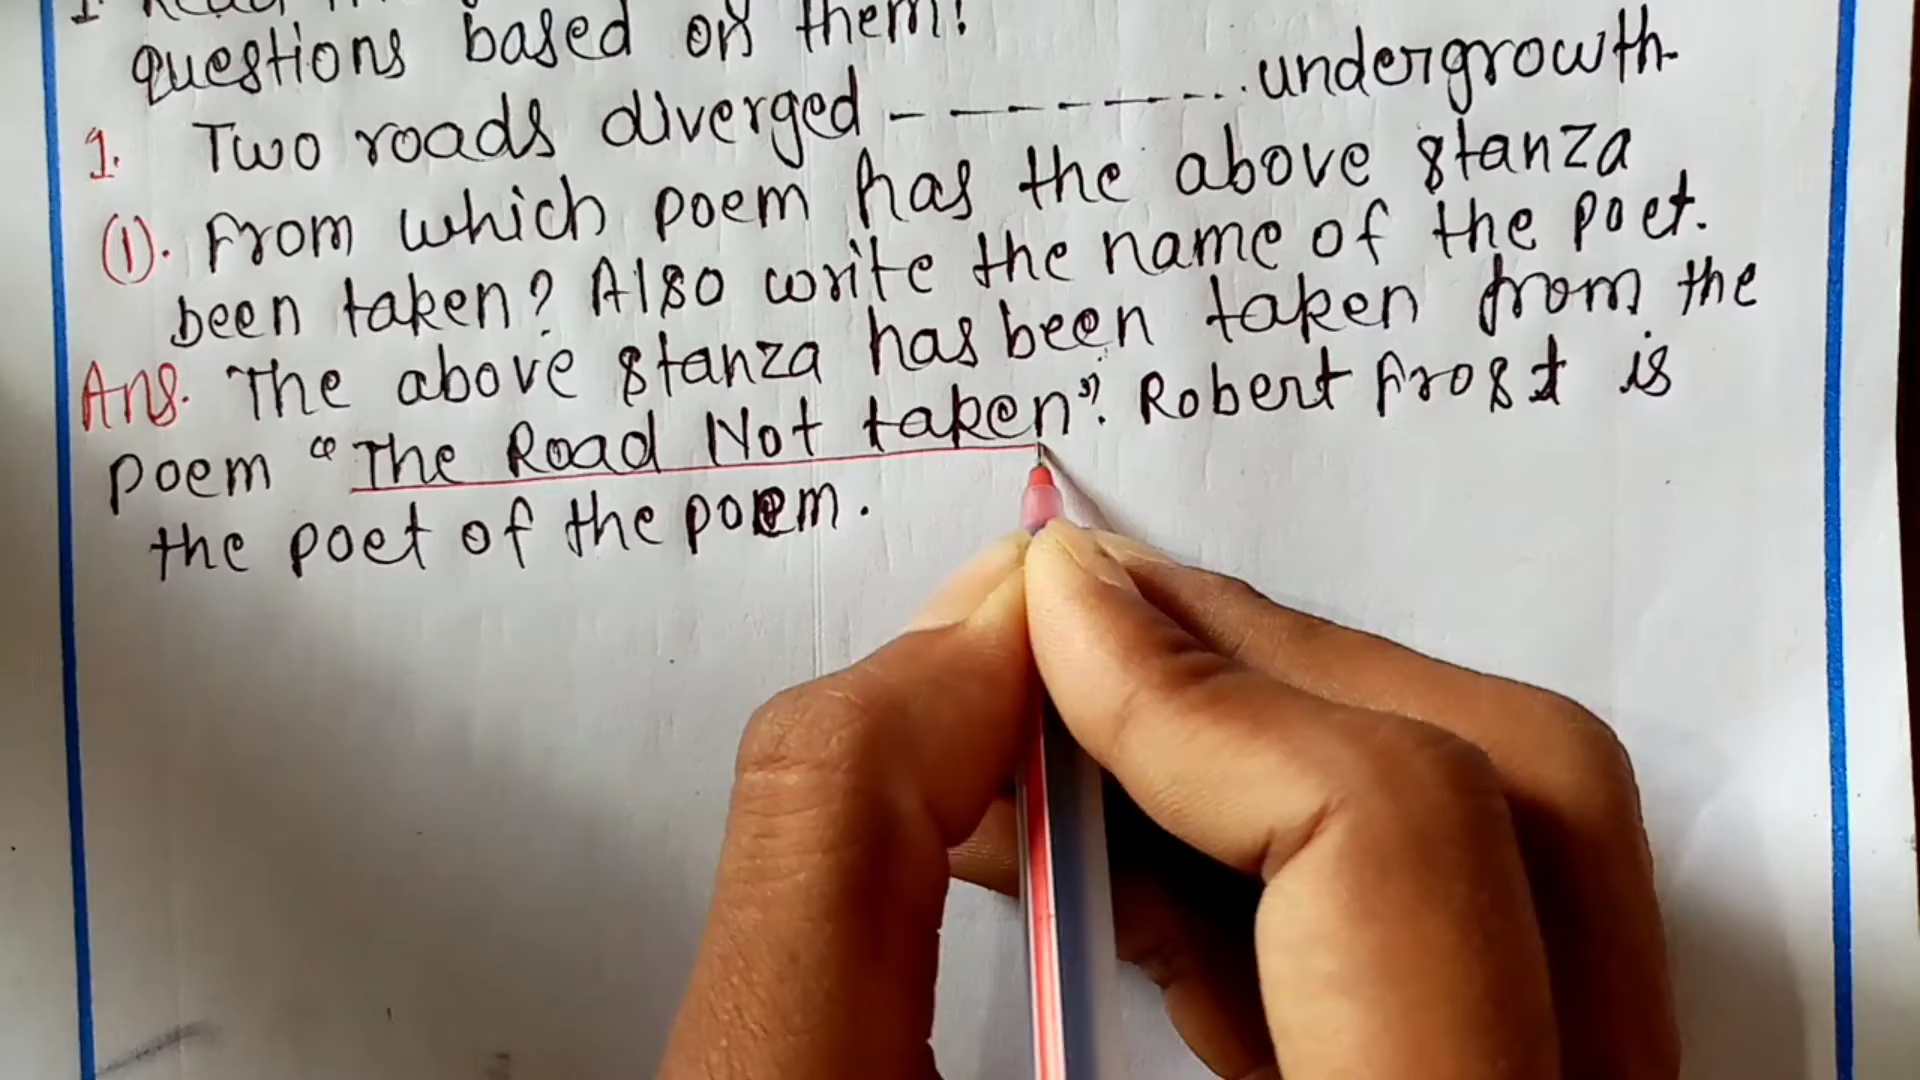 questions based on them!
1. Two roads diverged - - - - - - - ... undergrowth.
(1). From which poem has the above stanza
been taken? Also write the name of the poet.
Ans. The above stanza has been taken from the
poem "The Road Not taken". Robert Frost is
the poet of the poem.